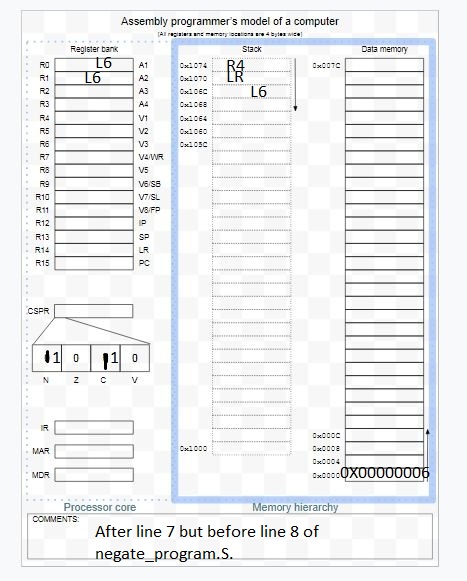 Assembly programmer's model of a computer
(All registers and memory locations are 4 bytes wide)
Register bank
Stack
Data memory
R0 L6 A1
R1 L6 A2
R2 A3
R3 A4
R4 V1
R5 V2
R6 V3
R7 V4/WR
R8 V5
R9 V6/SB
R10 V7/SL
R11 V8/FP
R12 IP
R13 SP
R14 LR
R15 PC
0x1074 R4
0x1070 LR
0x106C L6
0x1068
0x1064
0x1060
0x105C
0x1000
0x007C
0x000C
0x0008
0x0004
0x0000 0X00000006
CSPR
1 0 1 0
N Z C V
IR
MAR
MDR
Processor core
Memory hierarchy
COMMENTS:
After line 7 but before line 8 of
negate_program.S.